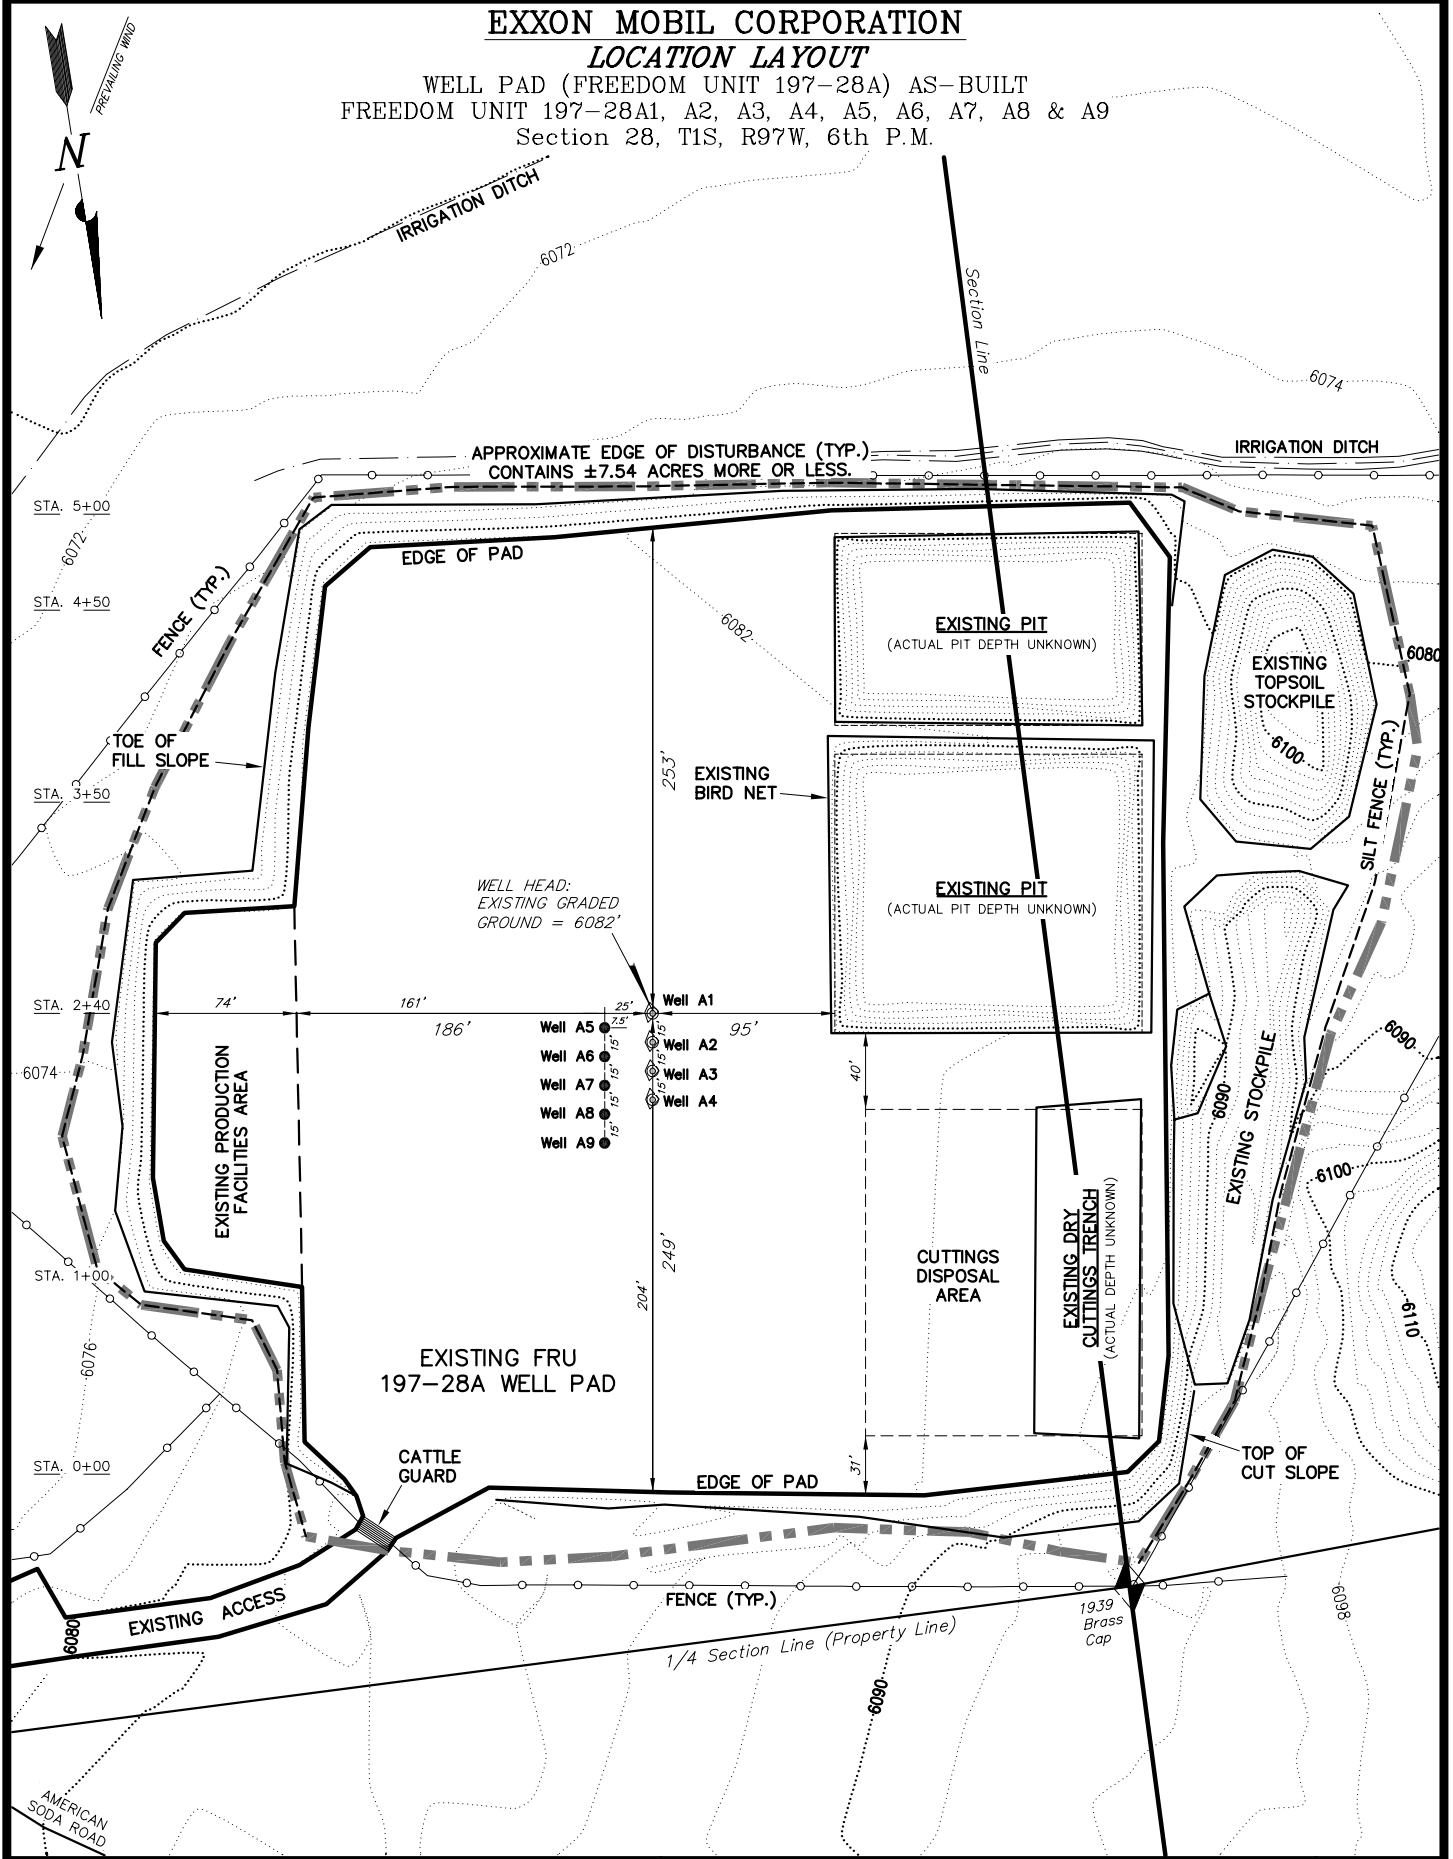 EXXON MOBIL CORPORATION
LOCATION LAYOUT
WELL PAD (FREEDOM UNIT 197-28A) AS-BUILT
FREEDOM UNIT 197-28A1, A2, A3, A4, A5, A6, A7, A8 & A9
Section 28, T1S, R97W, 6th P.M.
PREVAILING WIND
N
IRRIGATION DITCH
6072
Section Line
6074
APPROXIMATE EDGE OF DISTURBANCE (TYP.)
CONTAINS ±7.54 ACRES MORE OR LESS.
IRRIGATION DITCH
STA. 5+00
6072
EDGE OF PAD
STA. 4+50
FENCE (TYP.)
6082
EXISTING PIT
(ACTUAL PIT DEPTH UNKNOWN)
EXISTING
TOPSOIL
STOCKPILE
6080
6100
TOE OF
FILL SLOPE
STA. 3+50
253'
EXISTING
BIRD NET
SILT FENCE (TYP.)
WELL HEAD:
EXISTING GRADED
GROUND = 6082'
EXISTING PIT
(ACTUAL PIT DEPTH UNKNOWN)
STA. 2+40
74'
161'
186'
25'
7.5'
Well A1
95'
Well A5
15'
15'
Well A2
Well A6
15'
15'
Well A3
Well A7
15'
15'
Well A4
Well A8
15'
Well A9
40'
6074
EXISTING PRODUCTION
FACILITIES AREA
6090
6090
EXISTING STOCKPILE
6100
249'
204'
CUTTINGS
DISPOSAL
AREA
EXISTING DRY
CUTTINGS TRENCH
(ACTUAL DEPTH UNKNOWN)
STA. 1+00
6076
6110
EXISTING FRU
197-28A WELL PAD
STA. 0+00
CATTLE
GUARD
EDGE OF PAD
31'
TOP OF
CUT SLOPE
EXISTING ACCESS
6080
FENCE (TYP.)
1/4 Section Line (Property Line)
1939
Brass
Cap
6098
6090
AMERICAN
SODA ROAD